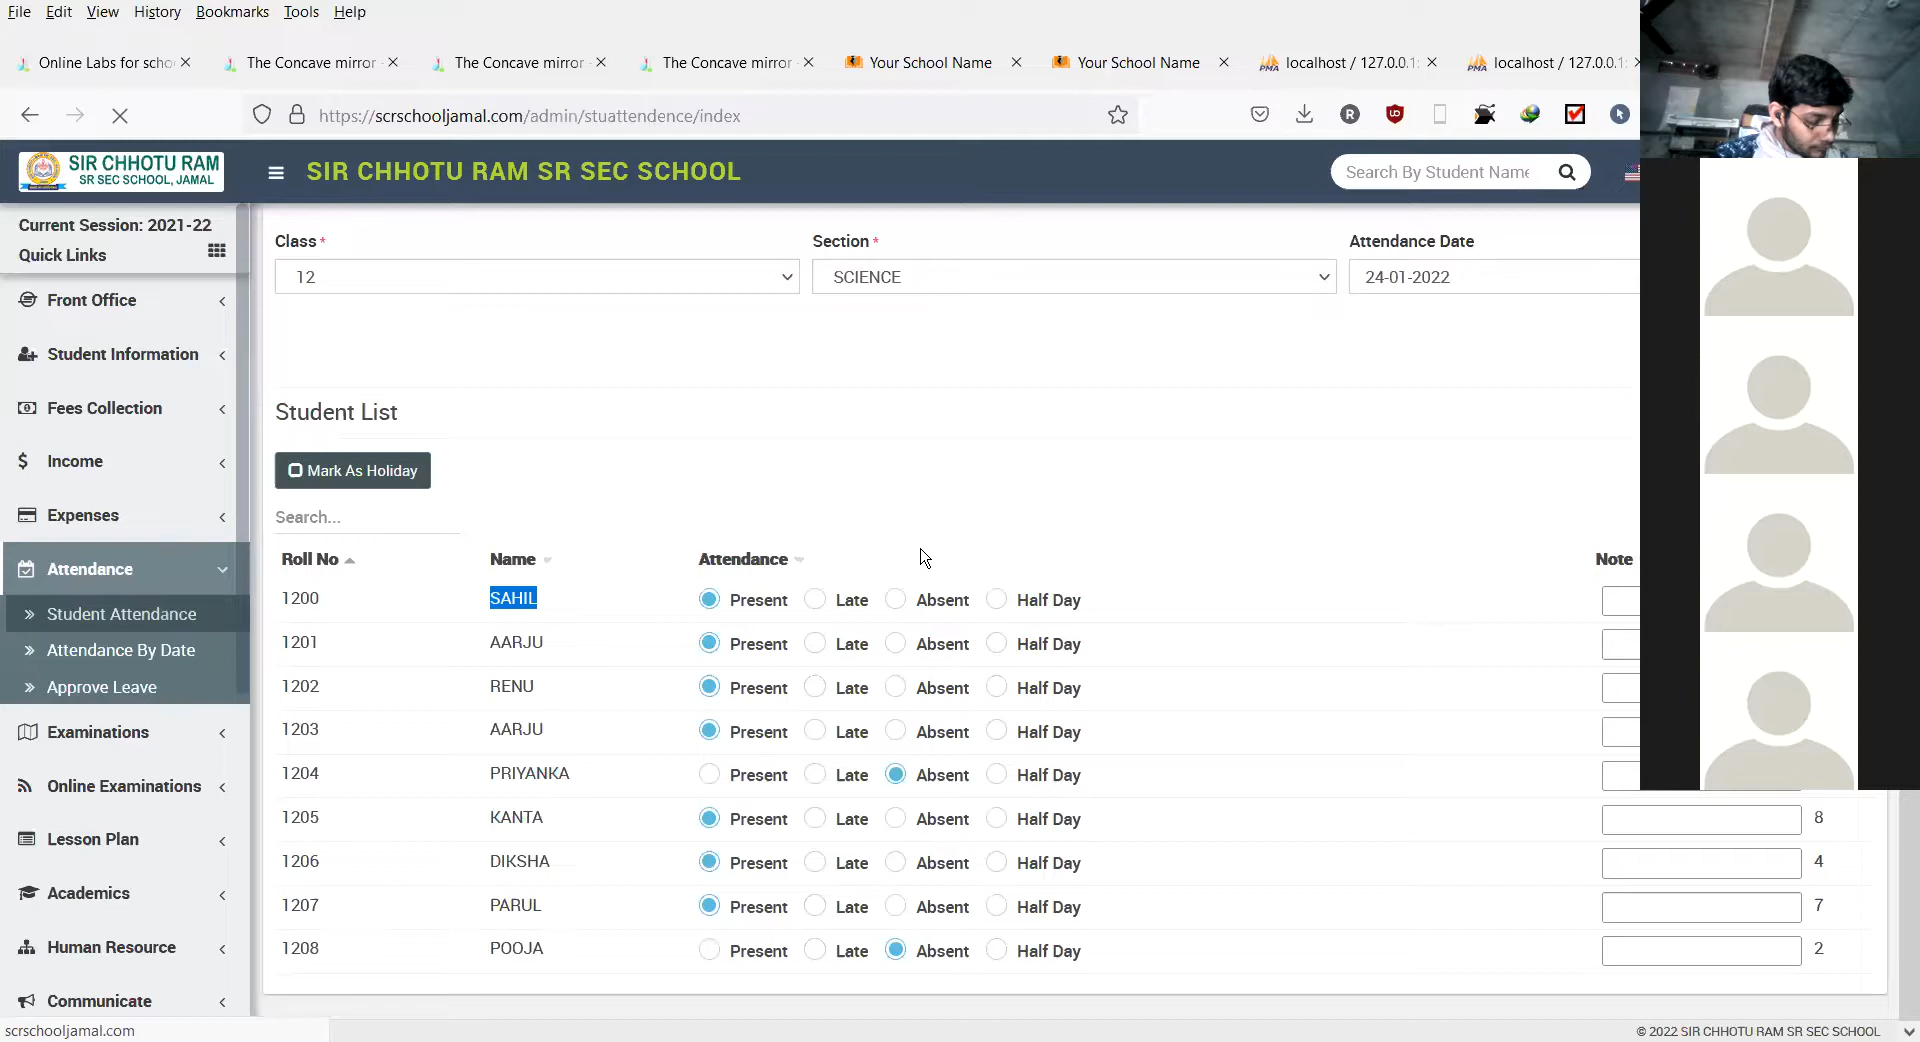 File Edit View History Bookmarks Tools Help
Online Labs for scho
The Concave mirror -
The Concave mirror -
The Concave mirror -
Your School Name
Your School Name
PMA localhost / 127.0.0.1:
PMA localhost / 127.0.0.1:
https://scrschooljamal.com/admin/stuattendence/index
SIR CHHOTU RAM
SR SEC SCHOOL, JAMAL
SIR CHHOTU RAM SR SEC SCHOOL
Search By Student Name
Current Session: 2021-22
Quick Links
Front Office
Student Information
Fees Collection
Income
Expenses
Attendance
» Student Attendance
» Attendance By Date
» Approve Leave
Examinations
Online Examinations
Lesson Plan
Academics
Human Resource
Communicate
Class * Section * Attendance Date
12 SCIENCE 24-01-2022
Student List
Mark As Holiday
Search...
Roll No Name Attendance Note
1200 SAHIL Present Late Absent Half Day
1201 AARJU Present Late Absent Half Day
1202 RENU Present Late Absent Half Day
1203 AARJU Present Late Absent Half Day
1204 PRIYANKA Present Late Absent Half Day
1205 KANTA Present Late Absent Half Day 8
1206 DIKSHA Present Late Absent Half Day 4
1207 PARUL Present Late Absent Half Day 7
1208 POOJA Present Late Absent Half Day 2
scrschooljamal.com
© 2022 SIR CHHOTU RAM SR SEC SCHOOL